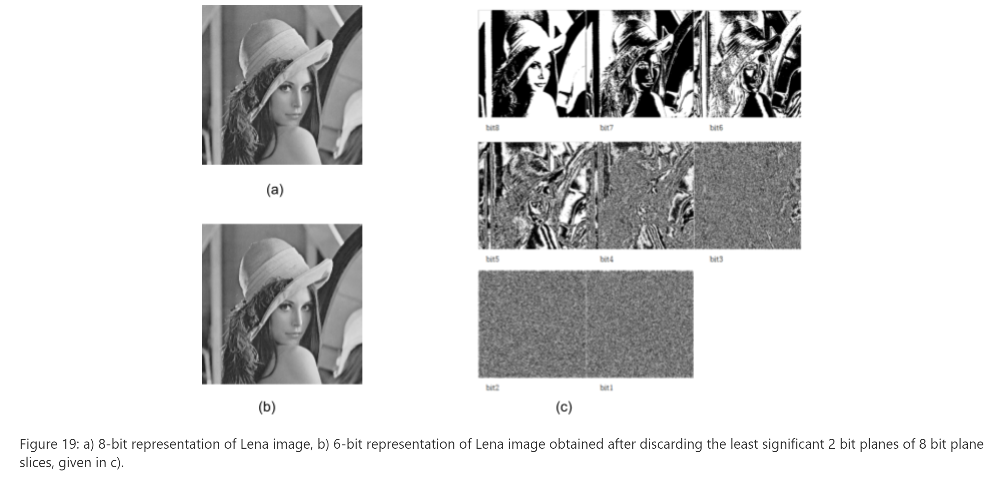 (a)
(b)
bit8
bit7
bit6
bit5
bit4
bit3
bit2
bit1
(c)
Figure 19: a) 8-bit representation of Lena image, b) 6-bit representation of Lena image obtained after discarding the least significant 2 bit planes of 8 bit plane
slices, given in c).